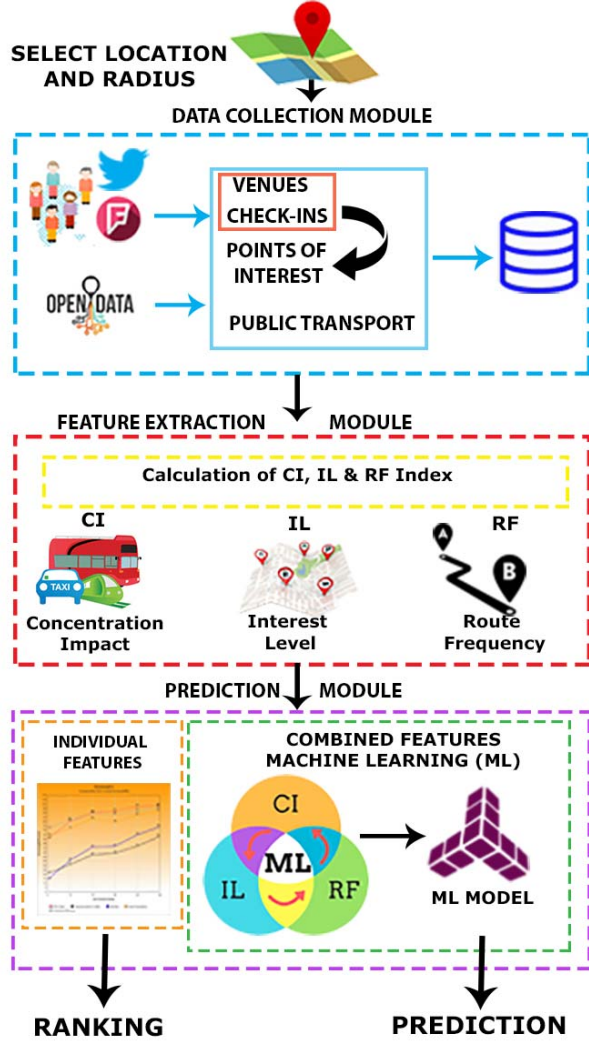 SELECT LOCATION
AND RADIUS
DATA COLLECTION MODULE
VENUES
CHECK-INS
POINTS OF
INTEREST
OPEN DATA
PUBLIC TRANSPORT
FEATURE EXTRACTION MODULE
Calculation of CI, IL & RF Index
CI
IL
RF
TAXI
A
B
Concentration
Impact
Interest
Level
Route
Frequency
PREDICTION MODULE
INDIVIDUAL
FEATURES
COMBINED FEATURES
MACHINE LEARNING (ML)
CI
ML
IL
RF
ML MODEL
RANKING
PREDICTION